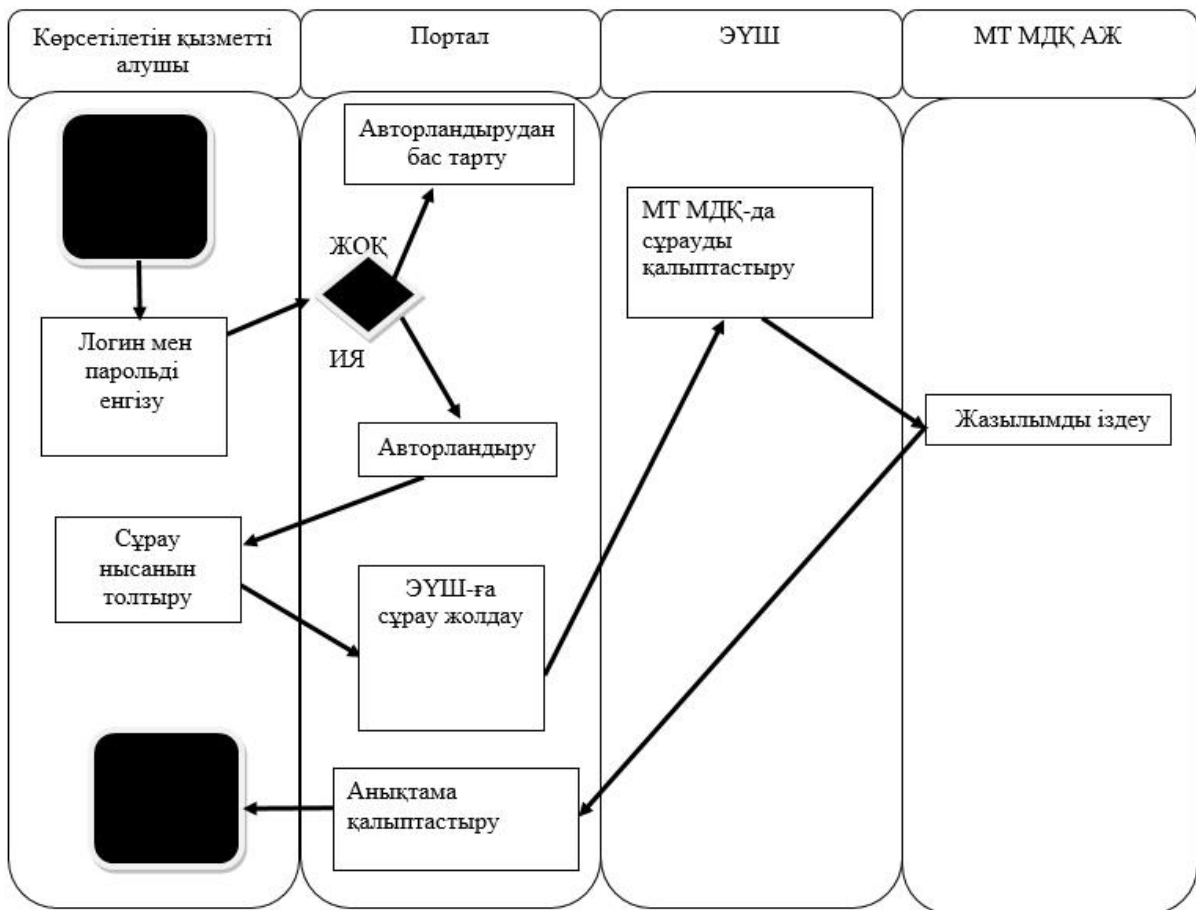 Көрсетілетін қызметті
алушы
Портал
ЭҮШ
МТ МДҚ АЖ
Авторландырудан
бас тарту
МТ МДҚ-да
сұрауды
қалыптастыру
ЖОҚ
Логин мен
парольді
енгізу
ИЯ
Авторландыру
Жазылымды іздеу
Сұрау
нысанын
толтыру
ЭҮШ-ға
сұрау жолдау
Анықтама
қалыптастыру